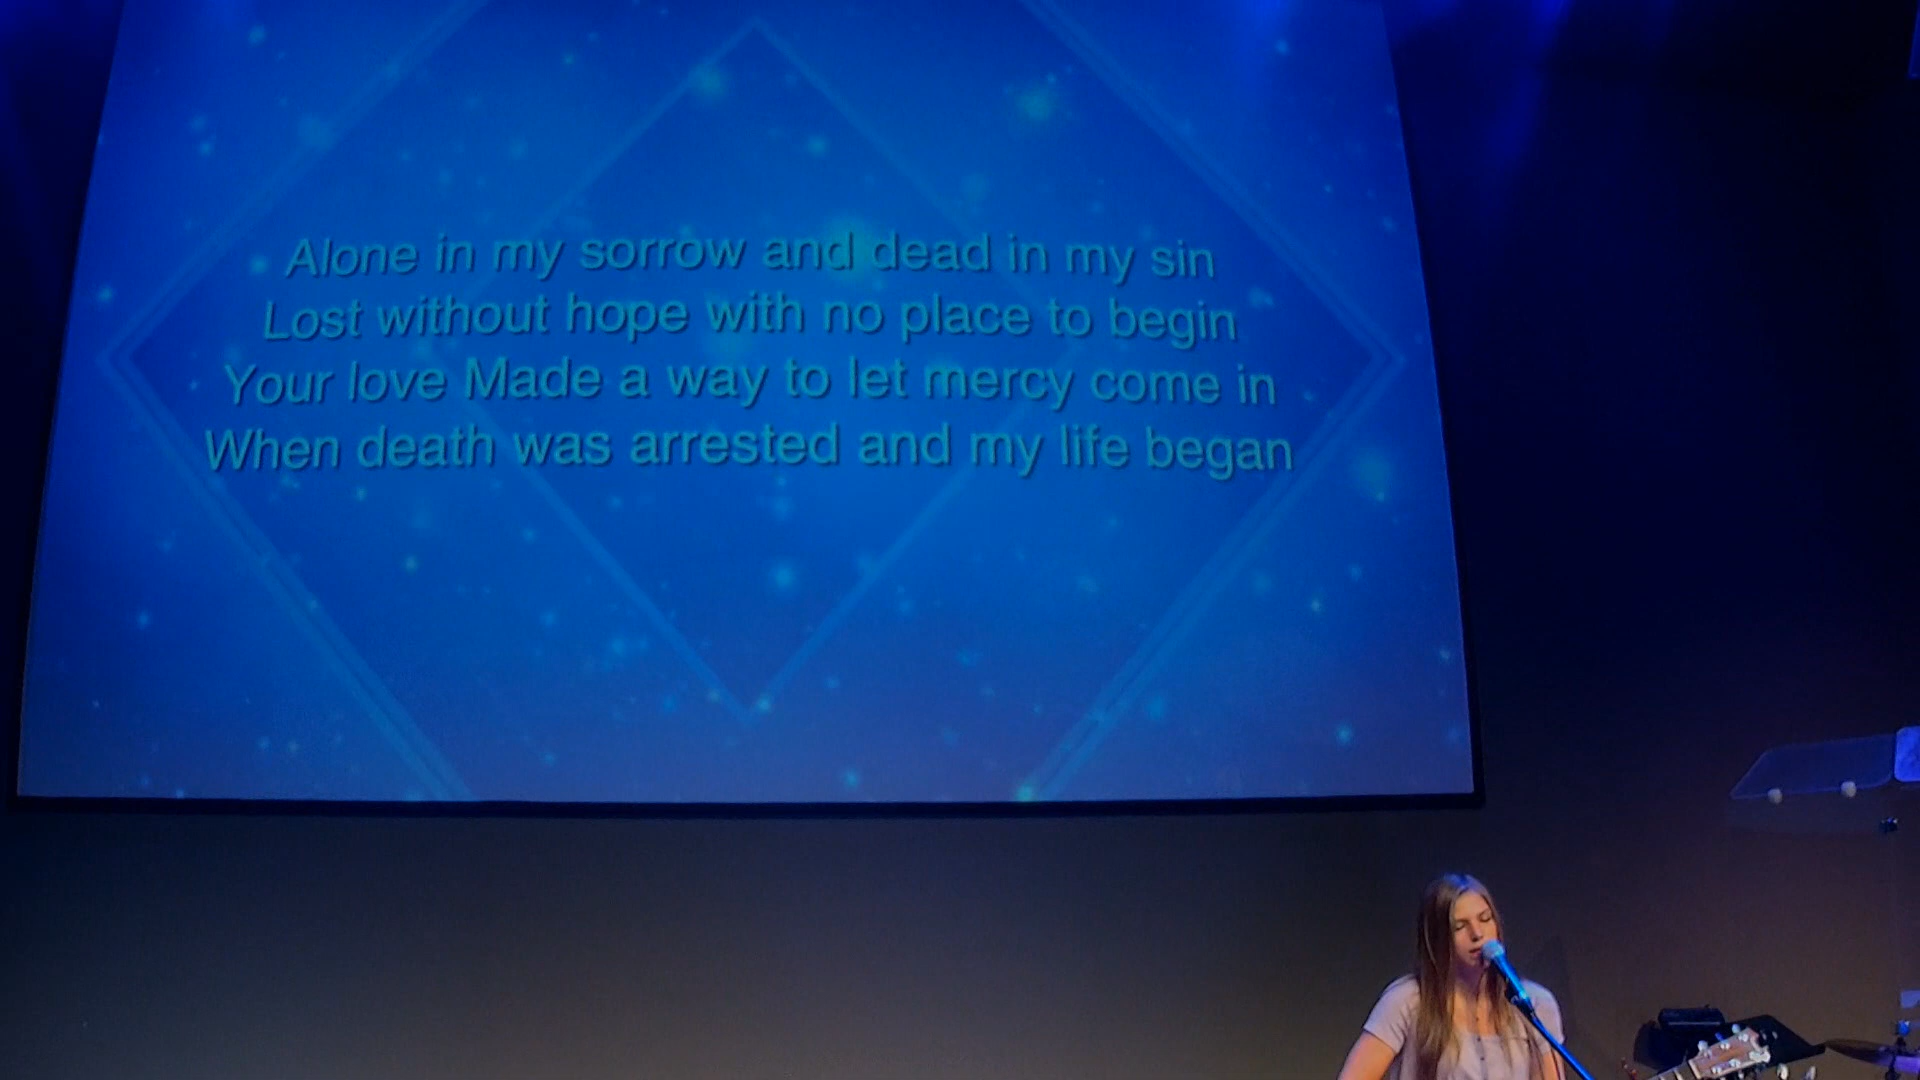 Alone in my sorrow and dead in my sin
Lost without hope with no place to begin
Your love Made a way to let mercy come in
When death was arrested and my life began